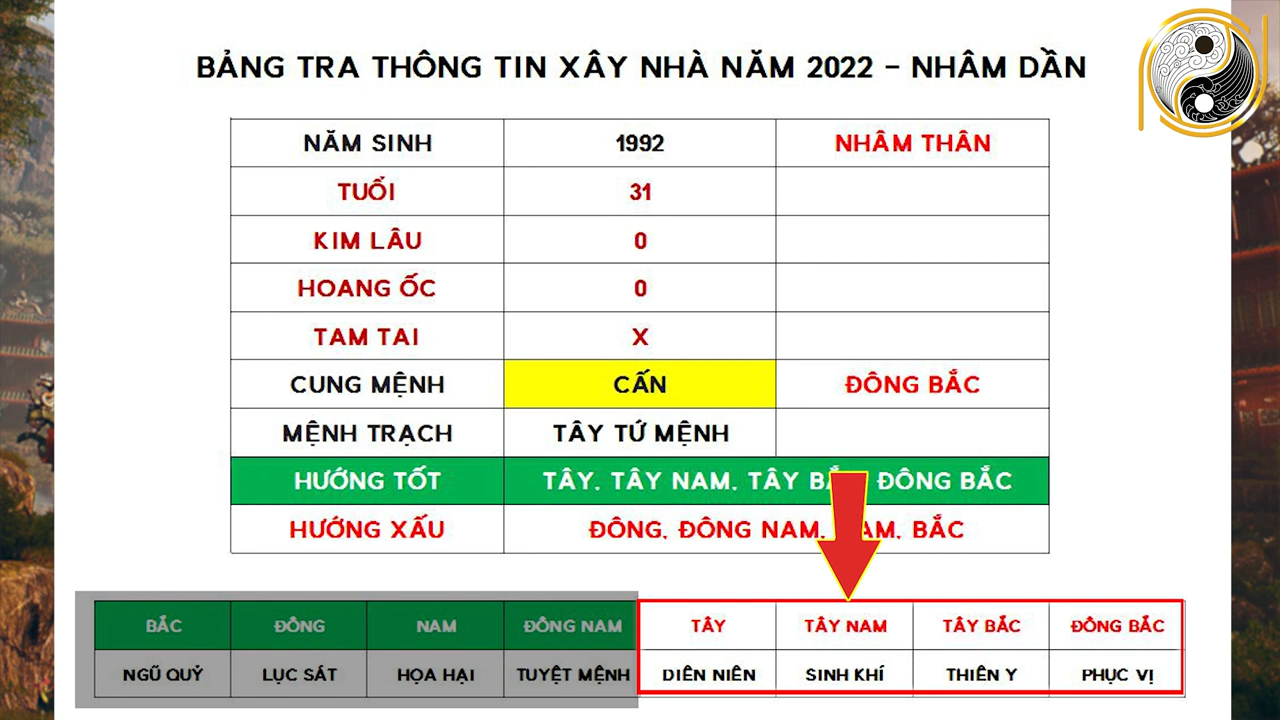 BẢNG TRA THÔNG TIN XÂY NHÀ NĂM 2022 - NHÂM DẦN
NĂM SINH 1992 NHÂM THÂN
TUỔI 31
KIM LÂU 0
HOANG ỐC 0
TAM TAI X
CUNG MỆNH CẤN ĐÔNG BẮC
MỆNH TRẠCH TÂY TỨ MỆNH
HƯỚNG TỐT TÂY, TÂY NAM, TÂY BẮC, ĐÔNG BẮC
HƯỚNG XẤU ĐÔNG, ĐÔNG NAM, NAM, BẮC
BẮC ĐÔNG NAM ĐÔNG NAM TÂY TÂY NAM TÂY BẮC ĐÔNG BẮC
NGŨ QUỶ LỤC SÁT HỌA HẠI TUYỆT MỆNH DIÊN NIÊN SINH KHÍ THIÊN Y PHỤC VỊ